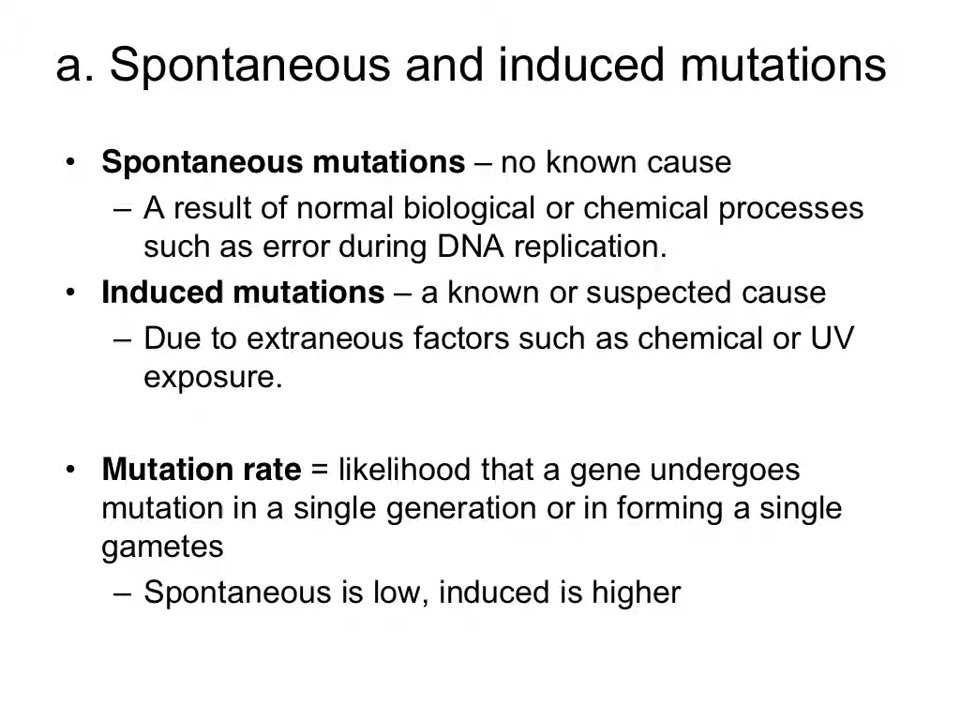 a. Spontaneous and induced mutations
• Spontaneous mutations – no known cause
– A result of normal biological or chemical processes
such as error during DNA replication.
• Induced mutations – a known or suspected cause
– Due to extraneous factors such as chemical or UV
exposure.
• Mutation rate = likelihood that a gene undergoes
mutation in a single generation or in forming a single
gametes
– Spontaneous is low, induced is higher